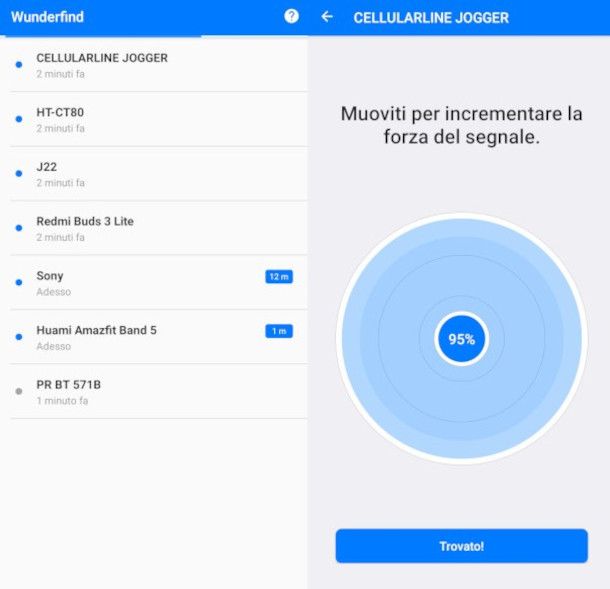 Wunderfind
?
CELLULARLINE JOGGER
2 minuti fa
HT-CT80
2 minuti fa
J22
2 minuti fa
Redmi Buds 3 Lite
2 minuti fa
Sony
12 m
Adesso
Huami Amazfit Band 5
1 m
Adesso
PR BT 571B
1 minuto fa
CELLULARLINE JOGGER
Muoviti per incrementare la
forza del segnale.
95%
Trovato!